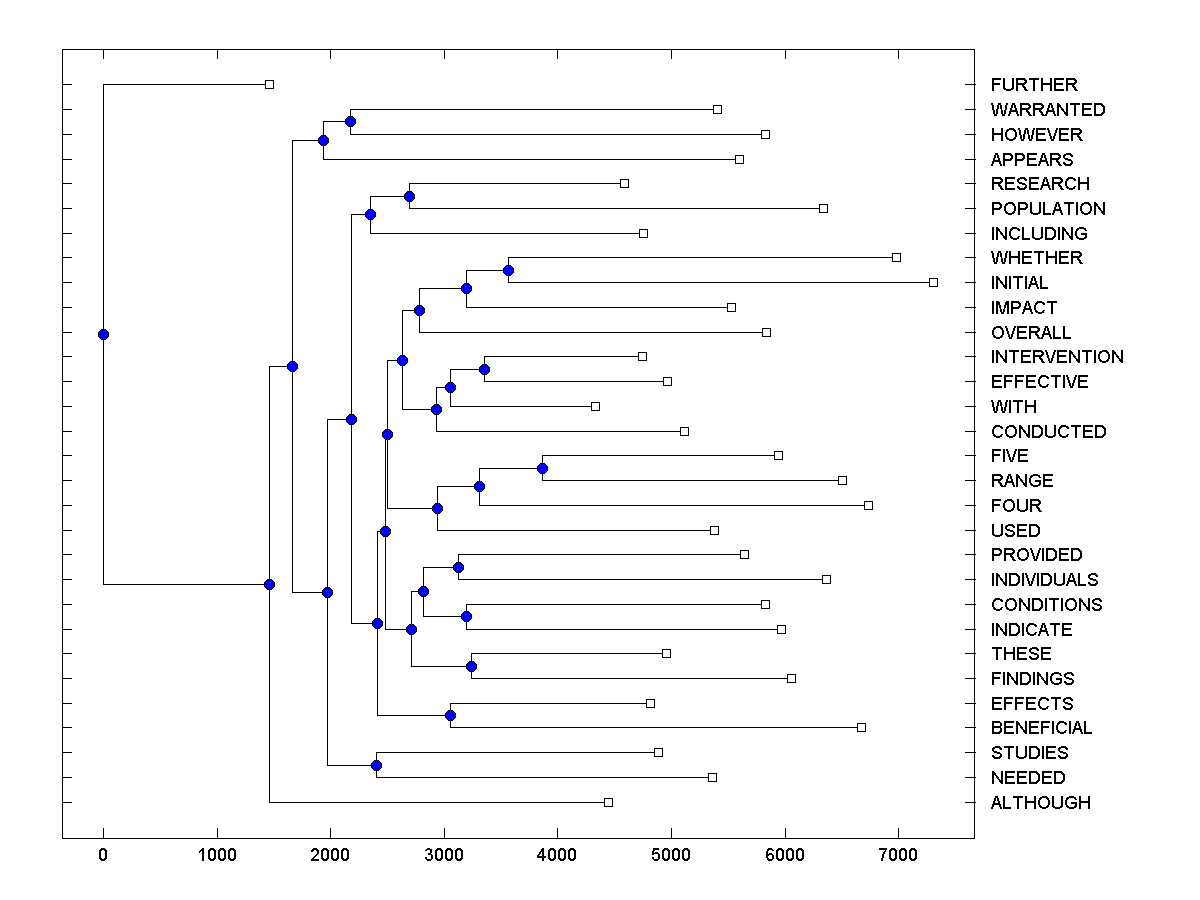 FURTHER
WARRANTED
HOWEVER
APPEARS
RESEARCH
POPULATION
INCLUDING
WHETHER
INITIAL
IMPACT
OVERALL
INTERVENTION
EFFECTIVE
WITH
CONDUCTED
FIVE
RANGE
FOUR
USED
PROVIDED
INDIVIDUALS
CONDITIONS
INDICATE
THESE
FINDINGS
EFFECTS
BENEFICIAL
STUDIES
NEEDED
ALTHOUGH
0 1000 2000 3000 4000 5000 6000 7000